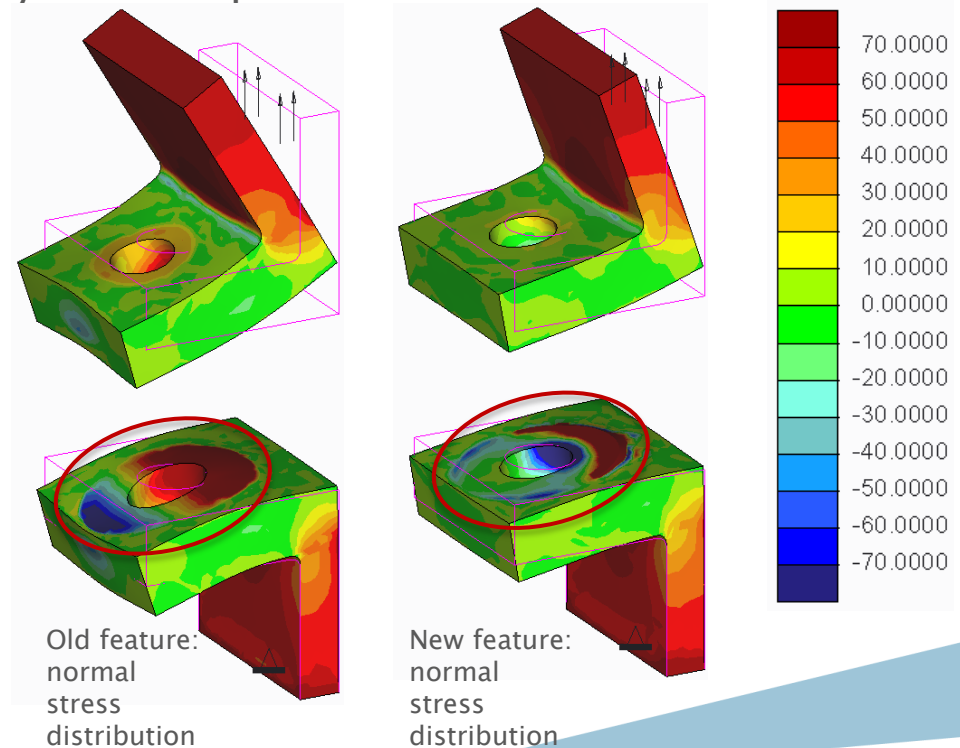 70.0000
60.0000
50.0000
40.0000
30.0000
20.0000
10.0000
0.00000
-10.0000
-20.0000
-30.0000
-40.0000
-50.0000
-60.0000
-70.0000
Old feature:
normal
stress
distribution
New feature:
normal
stress
distribution